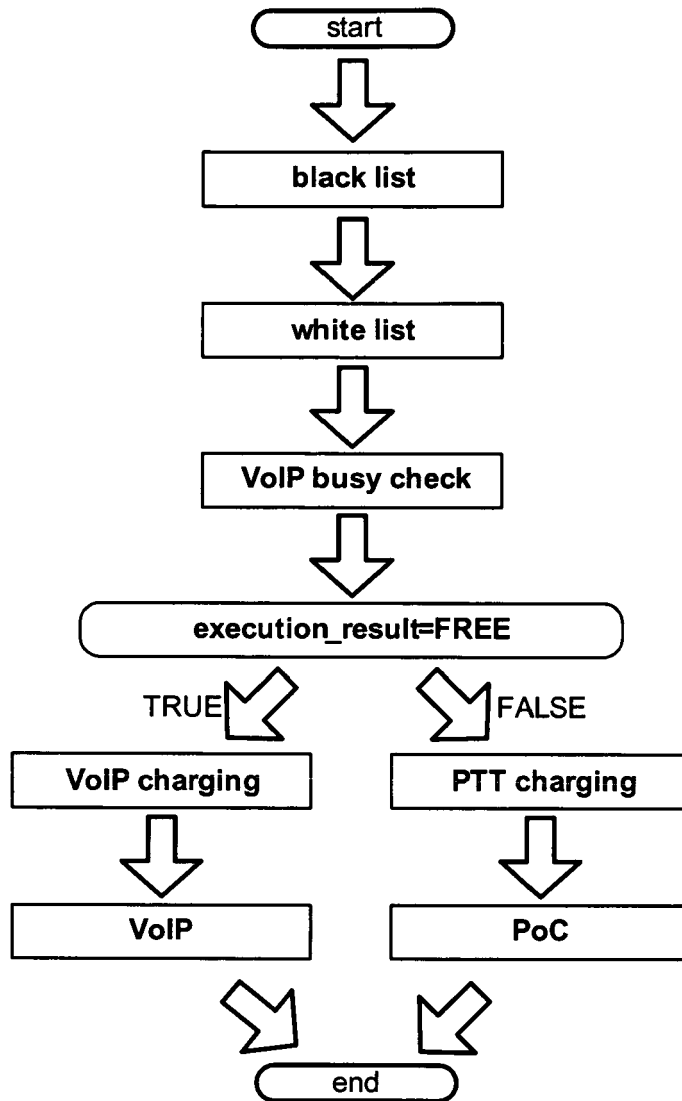 start
black list
white list
VoIP busy check
execution_result=FREE
TRUE
FALSE
VoIP charging
PTT charging
VoIP
PoC
end